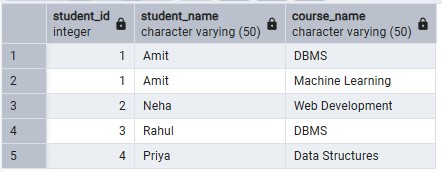 student_id student_name course_name
integer character varying (50) character varying (50)
1 1 Amit DBMS
2 1 Amit Machine Learning
3 2 Neha Web Development
4 3 Rahul DBMS
5 4 Priya Data Structures